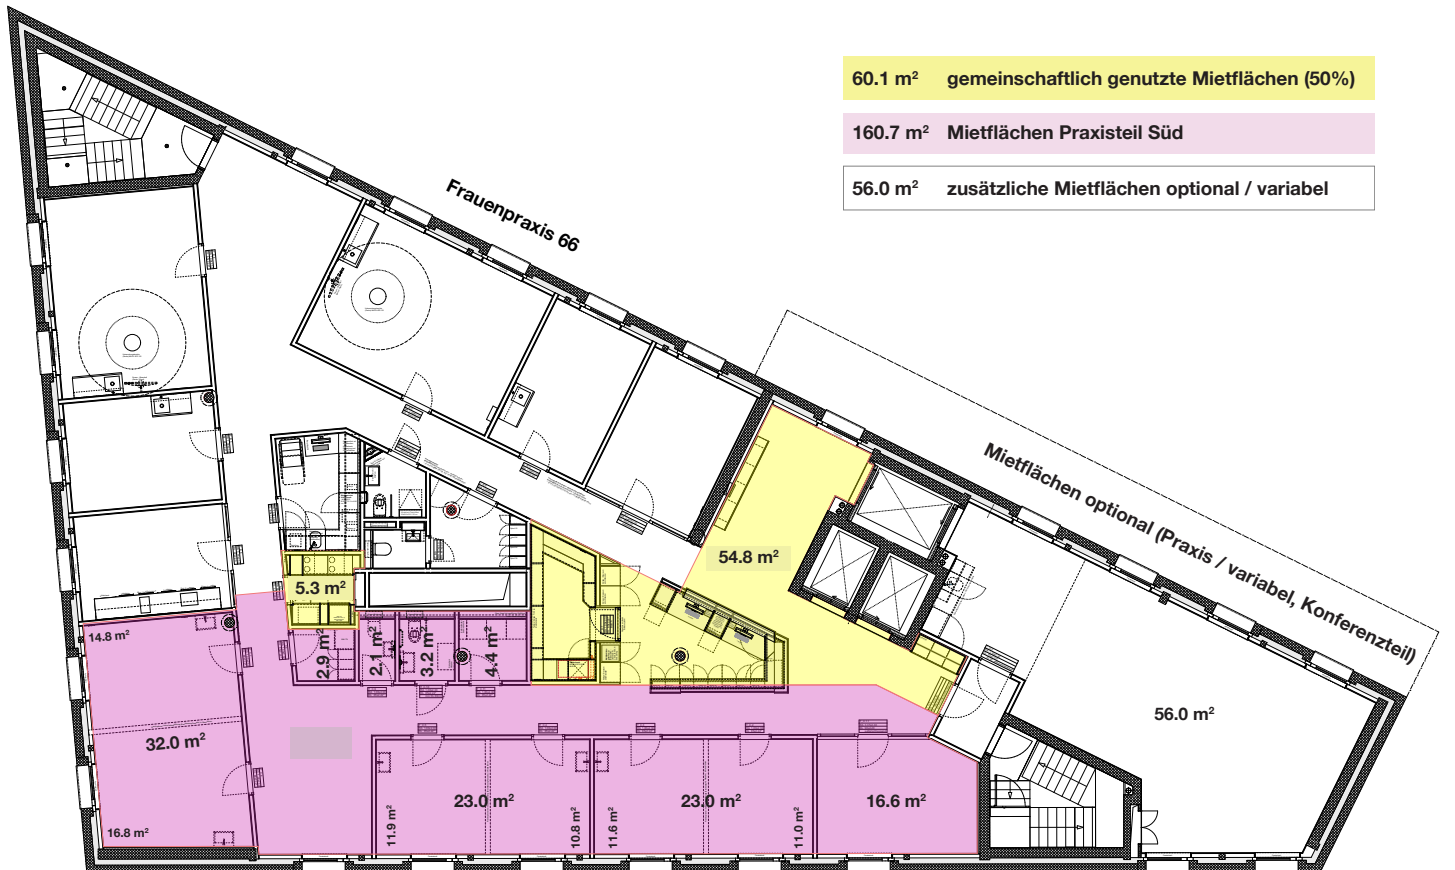 60.1 m² gemeinschaftlich genutzte Mietflächen (50%)
160.7 m² Mietflächen Praxisteil Süd
56.0 m² zusätzliche Mietflächen optional / variabel
Frauenpraxis 66
Mietflächen optional (Praxis / variabel, Konferenzteil)
54.8 m²
5.3 m²
14.8 m²
2.9 m²
2.1 m²
3.2 m²
4.4 m²
56.0 m²
32.0 m²
23.0 m²
23.0 m²
16.6 m²
16.8 m²
11.9 m²
10.8 m²
11.6 m²
11.0 m²